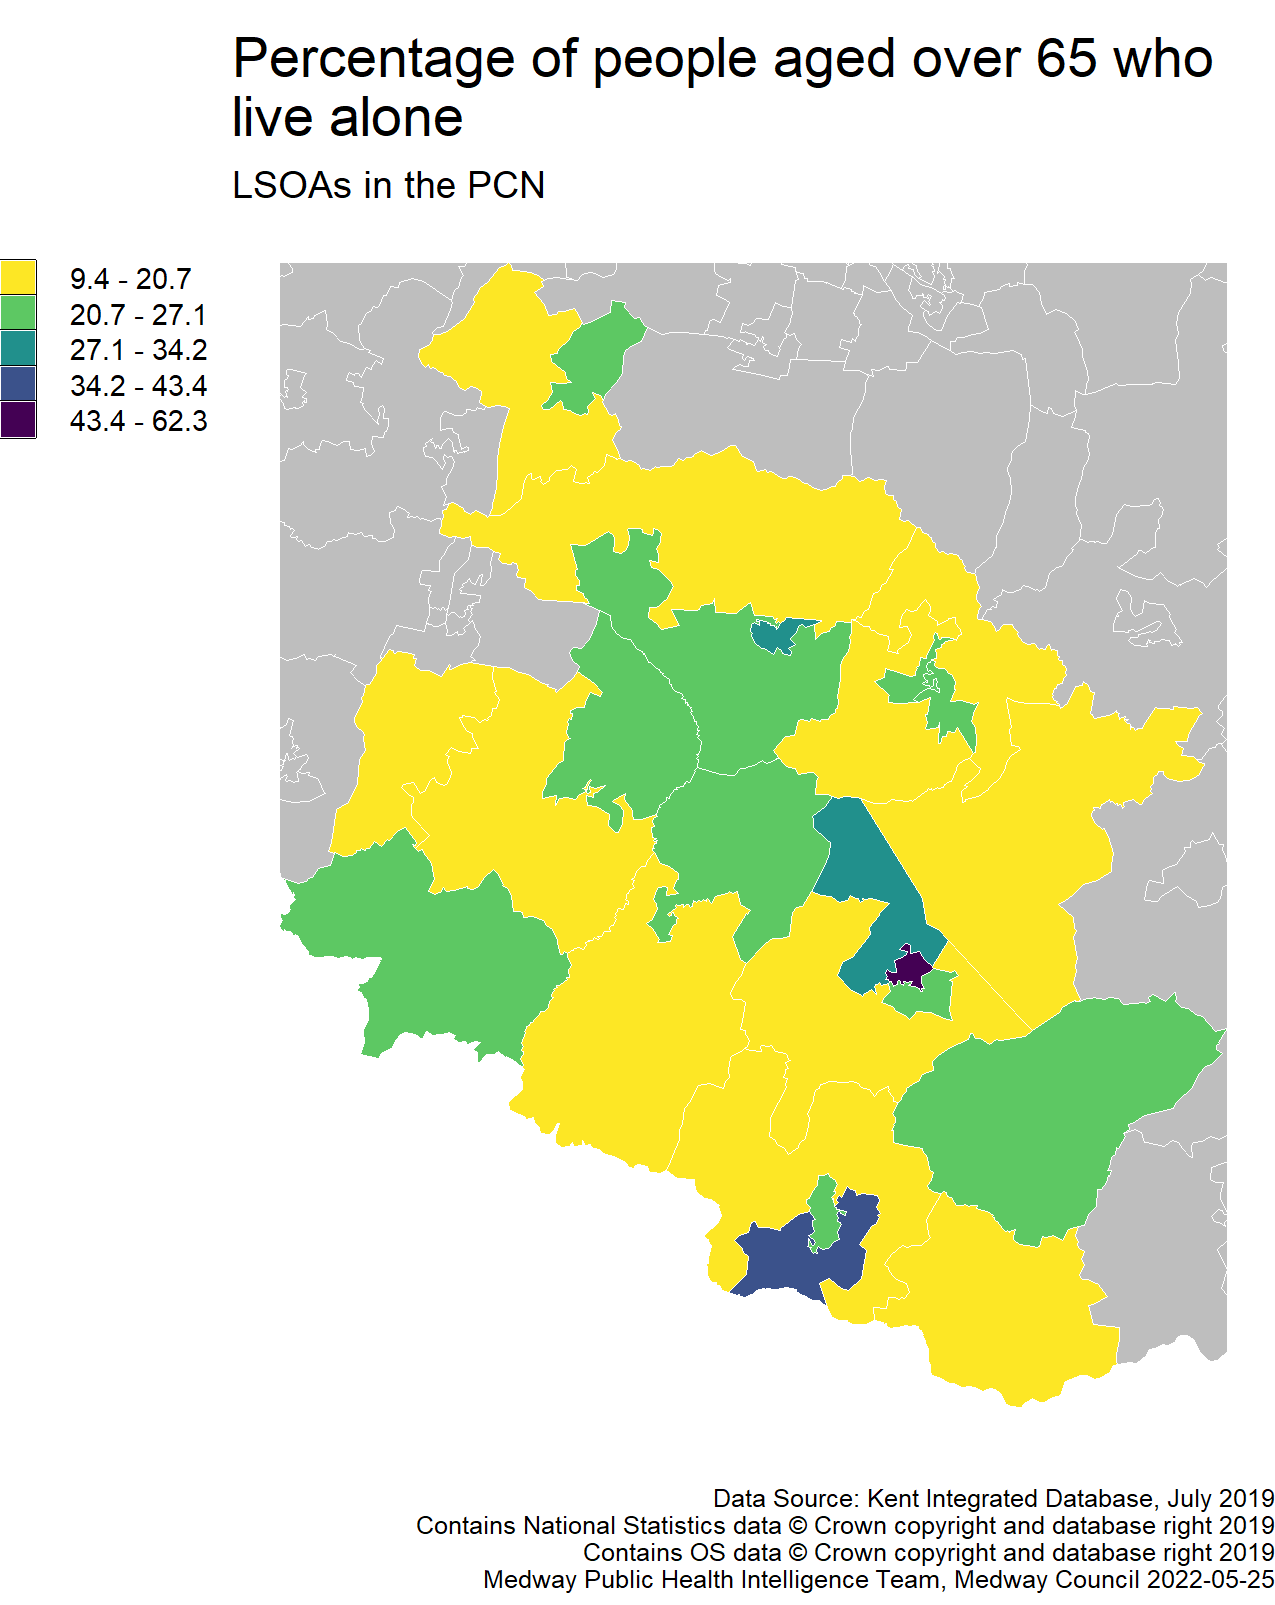 Percentage of people aged over 65 who
live alone
LSOAs in the PCN
9.4 - 20.7
20.7 - 27.1
27.1 - 34.2
34.2 - 43.4
43.4 - 62.3
Data Source: Kent Integrated Database, July 2019
Contains National Statistics data © Crown copyright and database right 2019
Contains OS data © Crown copyright and database right 2019
Medway Public Health Intelligence Team, Medway Council 2022-05-25